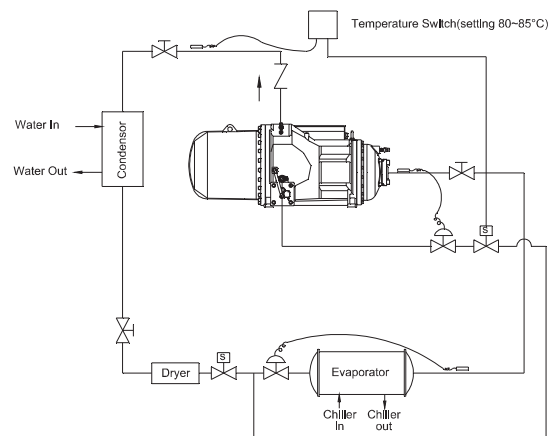 Temperature Switch(setting 80~85°C)
Water In
Water Out
Condensor
S
S
Dryer
Evaporator
Chiller
In
Chiller
out